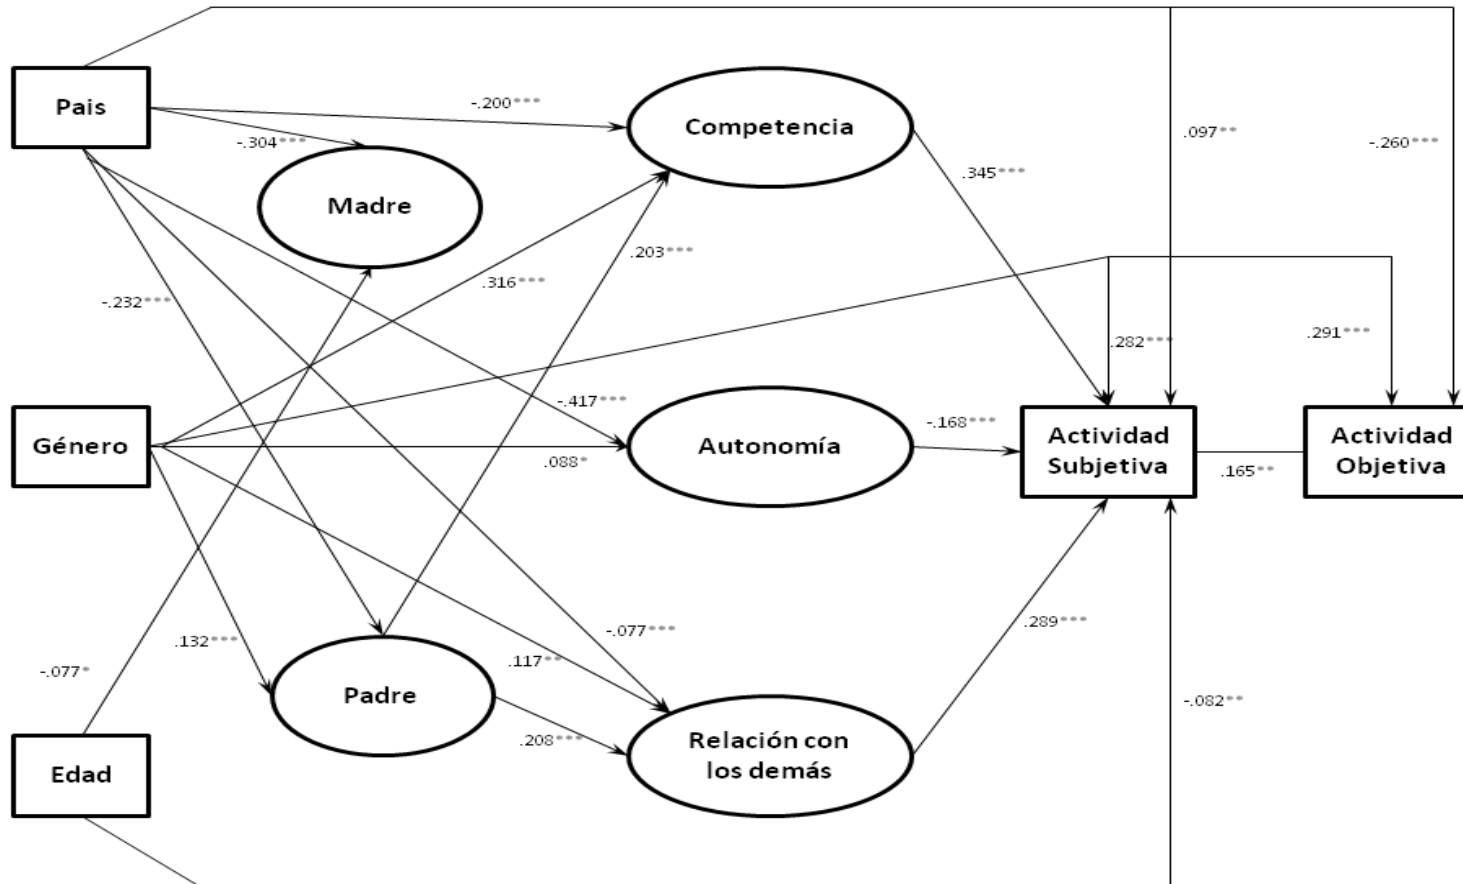 Pais
-.200***
Competencia
-.304***
.097**
-.260***
.345***
Madre
.203***
.316***
-.232***
.282***
.291***
-.417***
Género
.088*
Autonomía
-.168***
Actividad
Subjetiva
.165**
Actividad
Objetiva
.132***
-.077***
.289***
-.077*
.117**
Padre
.208***
Relación con
los demás
-.082**
Edad